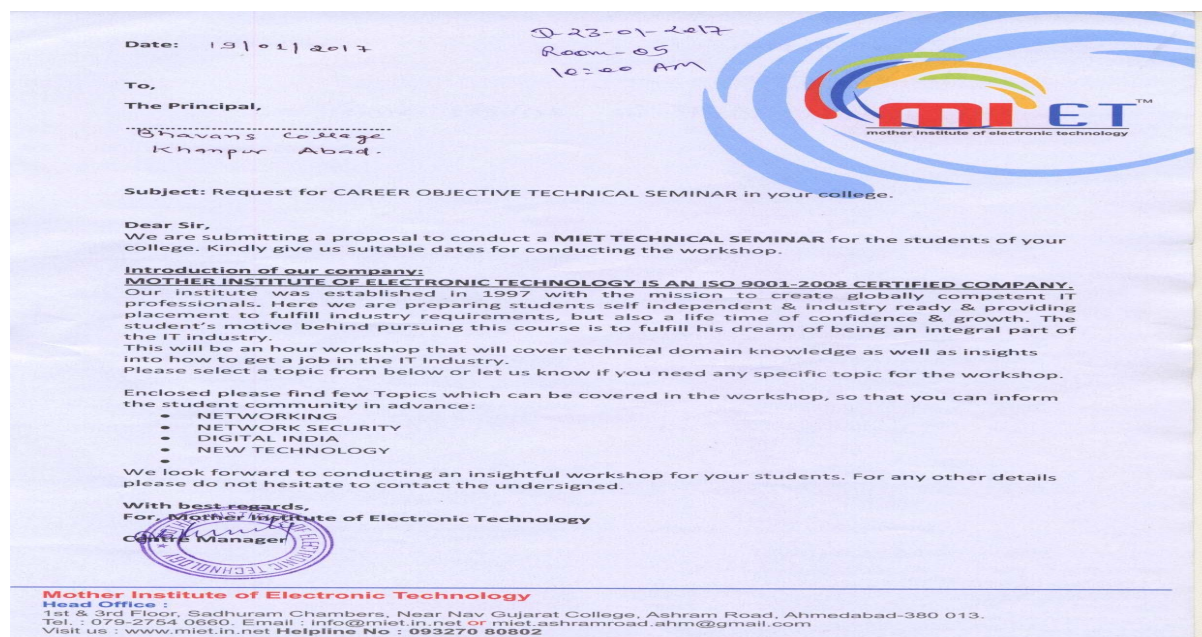 Date: 19/01/2017
D-23-01-2017
Room-05
10:00 AM
MIET™
mother institute of electronic technology
To,
The Principal,
Bhavans College
Khanpur Abad.
Subject: Request for CAREER OBJECTIVE TECHNICAL SEMINAR in your college.
Dear Sir,
We are submitting a proposal to conduct a MIET TECHNICAL SEMINAR for the students of your
college. Kindly give us suitable dates for conducting the workshop.
Introduction of our company:
MOTHER INSTITUTE OF ELECTRONIC TECHNOLOGY IS AN ISO 9001-2008 CERTIFIED COMPANY.
Our institute was established in 1997 with the mission to create globally competent IT
professionals. Here we are preparing students self independent & industry ready & providing
placement to fulfill industry requirements, but also a life time of confidence & growth. The
student's motive behind pursuing this course is to fulfill his dream of being an integral part of
the IT industry.
This will be an hour workshop that will cover technical domain knowledge as well as insights
into how to get a job in the IT Industry.
Please select a topic from below or let us know if you need any specific topic for the workshop.
Enclosed please find few Topics which can be covered in the workshop, so that you can inform
the student community in advance:
• NETWORKING
• NETWORK SECURITY
• DIGITAL INDIA
• NEW TECHNOLOGY
•
We look forward to conducting an insightful workshop for your students. For any other details
please do not hesitate to contact the undersigned.
With best regards,
For, Mother Institute of Electronic Technology
Centre Manager
OF ELECTRONIC TECHNOLOGY
Mother Institute of Electronic Technology
Head Office :
1st & 3rd Floor, Sadhuram Chambers, Near Nav Gujarat College, Ashram Road, Ahmedabad-380 013.
Tel. : 079-2754 0660. Email : info@miet.in.net or miet.ashramroad.ahm@gmail.com
Visit us : www.miet.in.net Helpline No : 093270 80802